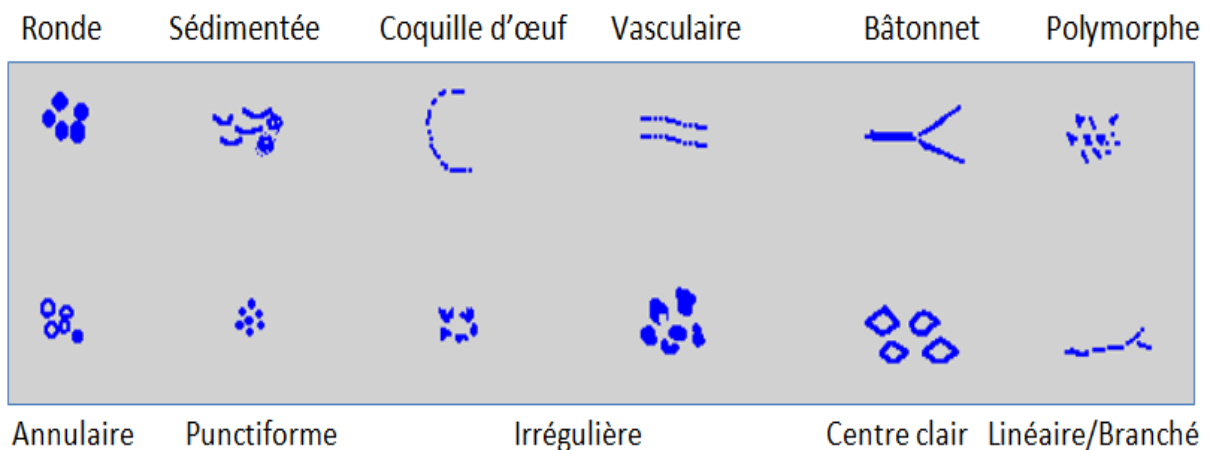 Ronde Sédimentée Coquille d’œuf Vasculaire Bâtonnet Polymorphe
Annulaire Punctiforme Irrégulière Centre clair Linéaire/Branché